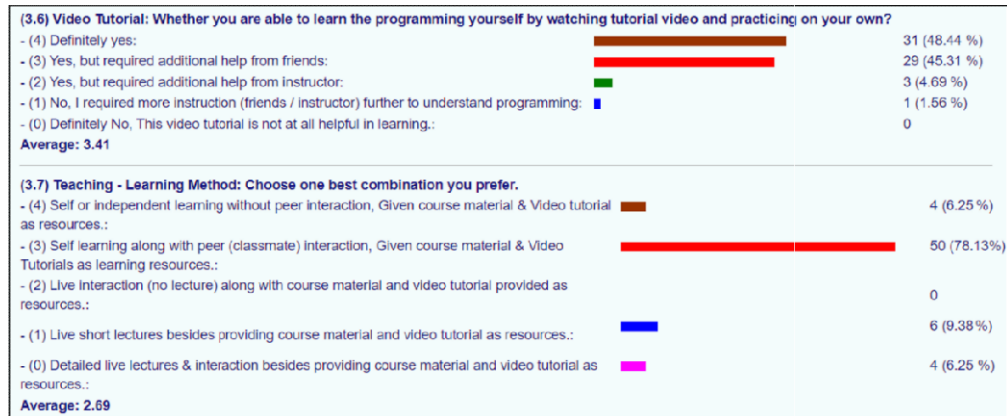 (3.6) Video Tutorial: Whether you are able to learn the programming yourself by watching tutorial video and practicing on your own?
- (4) Definitely yes: 31 (48.44 %)
- (3) Yes, but required additional help from friends: 29 (45.31 %)
- (2) Yes, but required additional help from instructor: 3 (4.69 %)
- (1) No, I required more instruction (friends / instructor) further to understand programming: 1 (1.56 %)
- (0) Definitely No, This video tutorial is not at all helpful in learning.: 0
Average: 3.41
(3.7) Teaching - Learning Method: Choose one best combination you prefer.
- (4) Self or independent learning without peer interaction, Given course material & Video tutorial 4 (6.25 %)
as resources.:
- (3) Self learning along with peer (classmate) interaction, Given course material & Video 50 (78.13%)
Tutorials as learning resources.:
- (2) Live interaction (no lecture) along with course material and video tutorial provided as
resources.: 0
- (1) Live short lectures besides providing course material and video tutorial as resources.: 6 (9.38 %)
- (0) Detailed live lectures & interaction besides providing course material and video tutorial as 4 (6.25 %)
resources.:
Average: 2.69